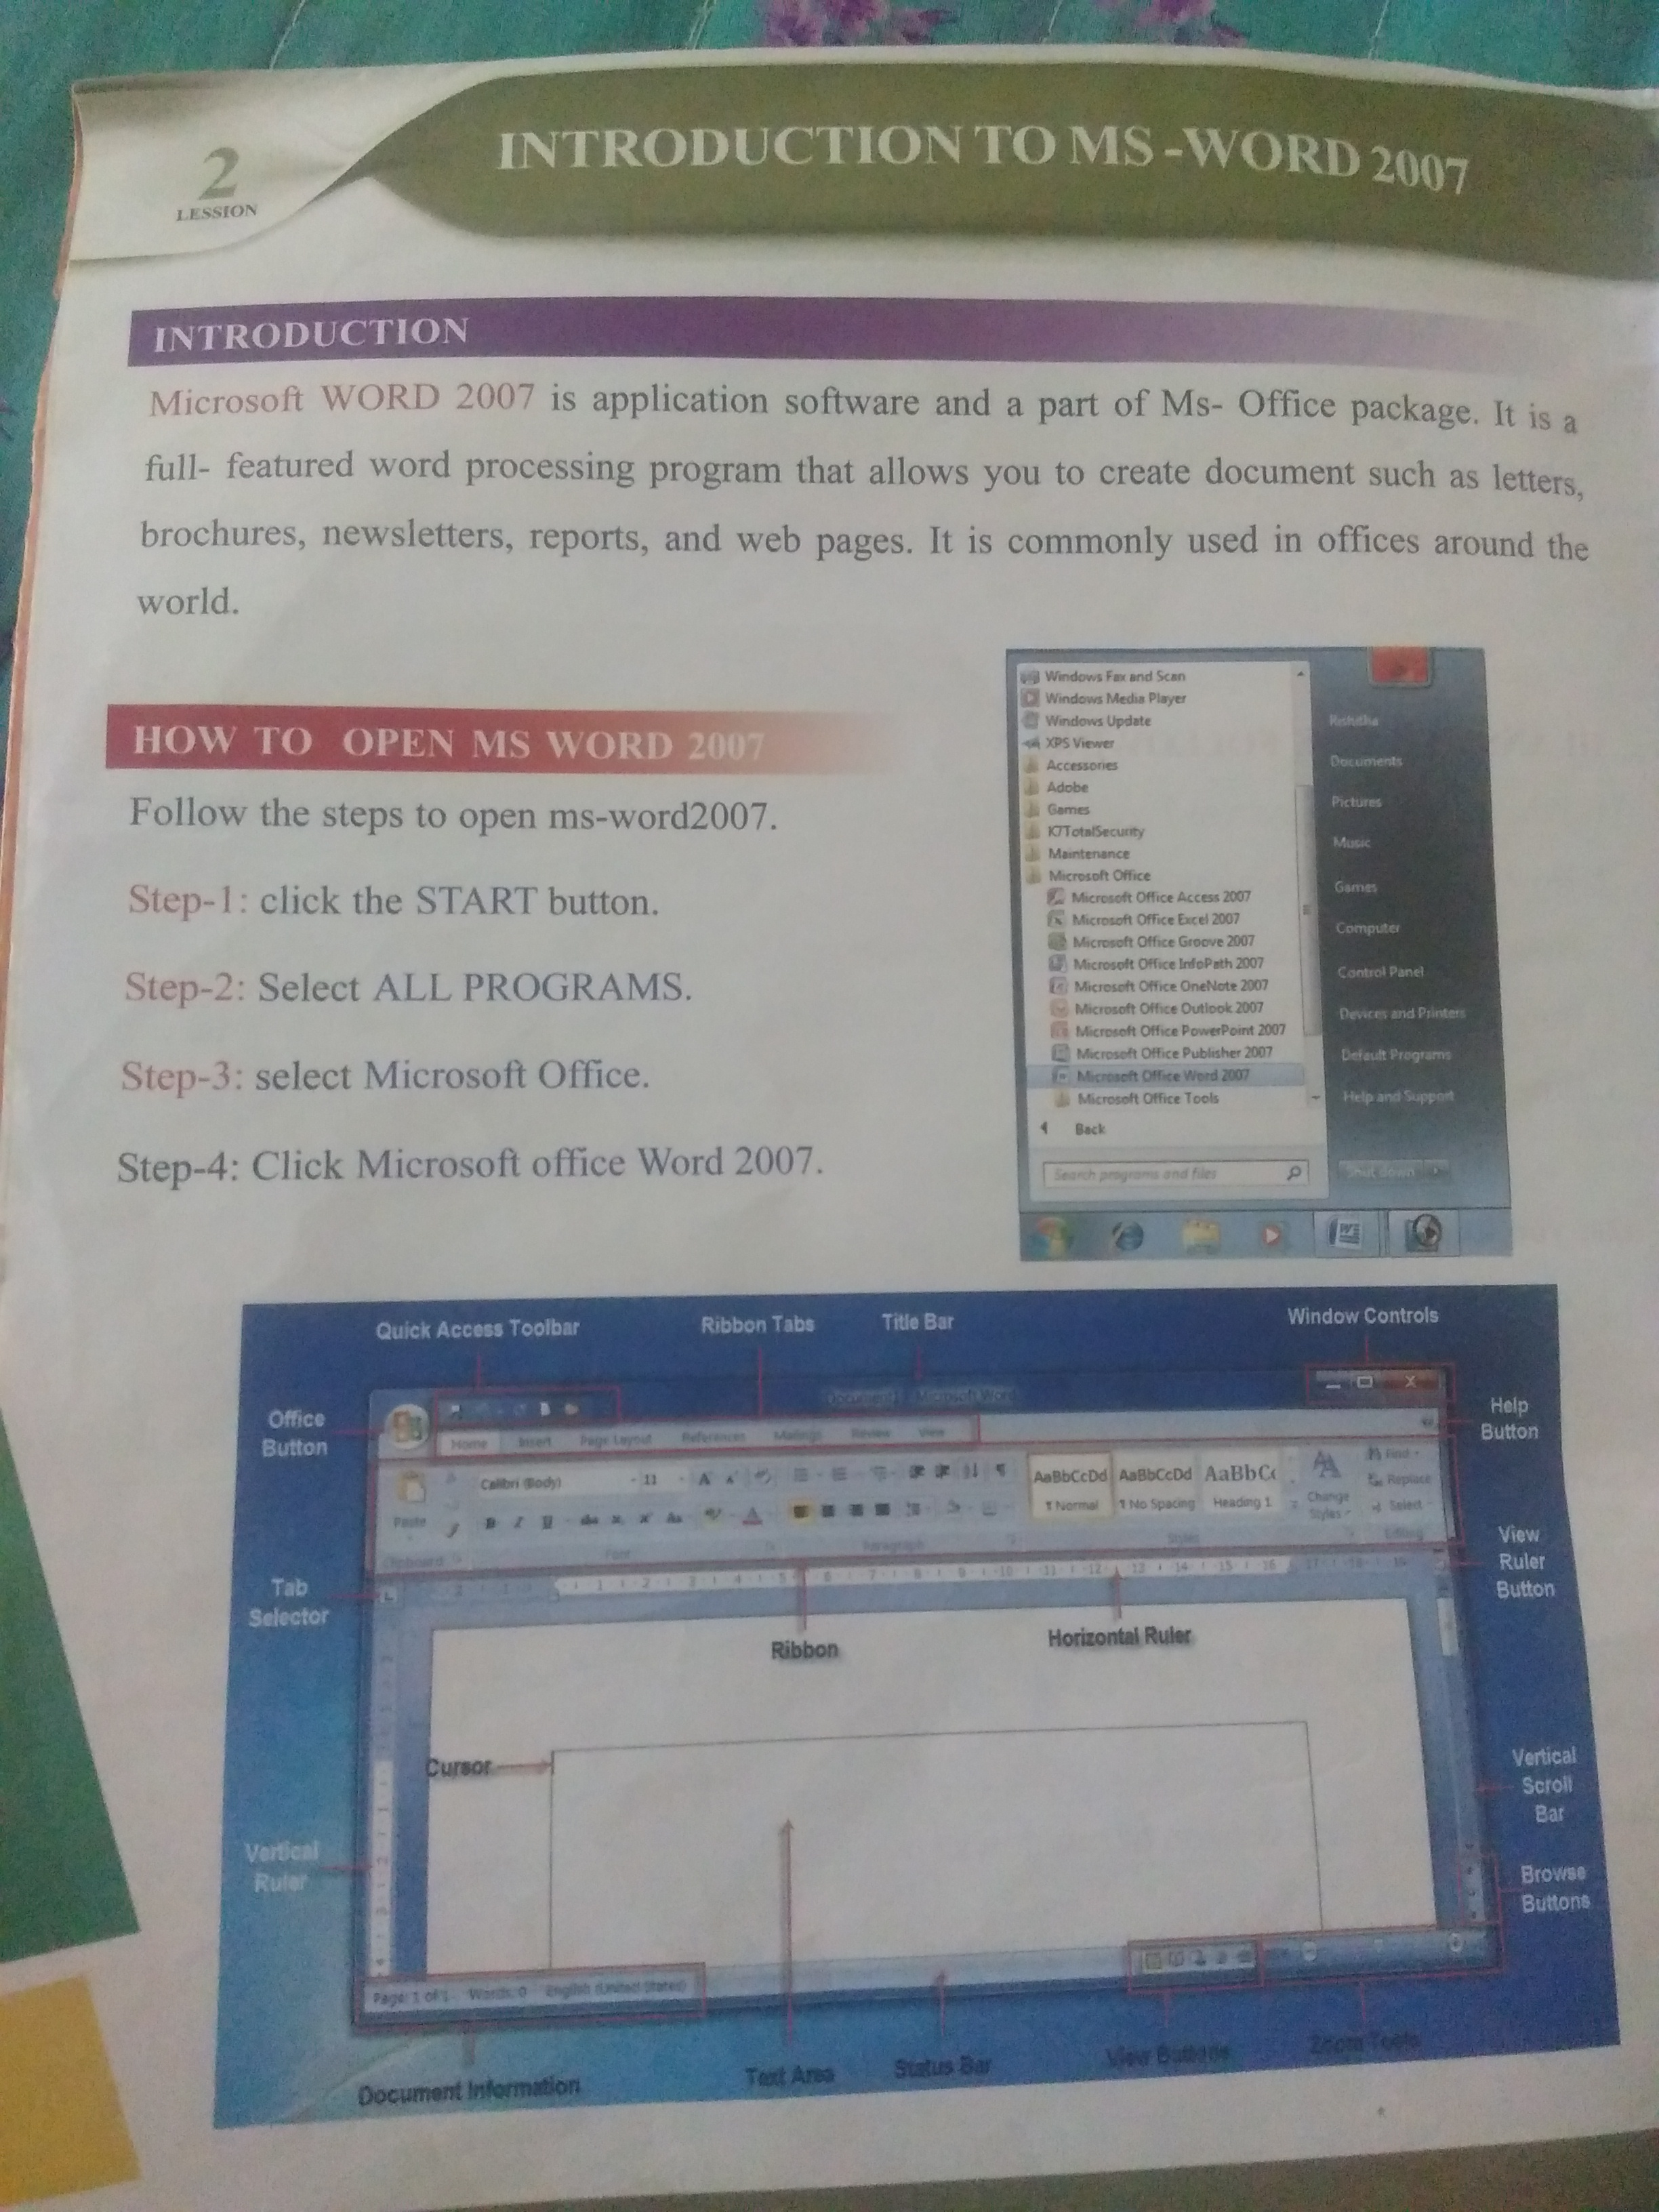 2
LESSION
INTRODUCTION TO MS -WORD 2007
INTRODUCTION
Microsoft WORD 2007 is application software and a part of Ms- Office package. It is a
full- featured word processing program that allows you to create document such as letters,
brochures, newsletters, reports, and web pages. It is commonly used in offices around the
world.
HOW TO OPEN MS WORD 2007
Follow the steps to open ms-word2007.
Step-1: click the START button.
Step-2: Select ALL PROGRAMS.
Step-3: select Microsoft Office.
Step-4: Click Microsoft office Word 2007.
Windows Fax and Scan
Windows Media Player
Windows Update
XPS Viewer
Accessories
Adobe
Games
K7TotalSecurity
Maintenance
Microsoft Office
Microsoft Office Access 2007
Microsoft Office Excel 2007
Microsoft Office Groove 2007
Microsoft Office InfoPath 2007
Microsoft Office OneNote 2007
Microsoft Office Outlook 2007
Microsoft Office PowerPoint 2007
Microsoft Office Publisher 2007
Microsoft Office Word 2007
Microsoft Office Tools
Back
Search programs and files
Rishitha
Documents
Pictures
Music
Games
Computer
Control Panel
Devices and Printers
Default Programs
Help and Support
Shut down
Quick Access Toolbar
Ribbon Tabs
Title Bar
Window Controls
Office
Button
Help
Button
Microsoft Word
Home Insert Page Layout References Mailings Review View
Calibri (Body) 11
Paste
AaBbCcDd AaBbCcDd AaBbC
¶ Normal ¶ No Spacing Heading 1
Change
Styles
Find
Replace
Select
Clipboard Font Paragraph Styles Editing
View
Ruler
Button
Tab
Selector
Ribbon
Horizontal Ruler
Cursor
Vertical
Ruler
Vertical
Scroll
Bar
Browse
Buttons
Page: 1 of 1 Words: 0 English (United States)
Document Information
Text Area
Status Bar
View Buttons
Zoom Tools